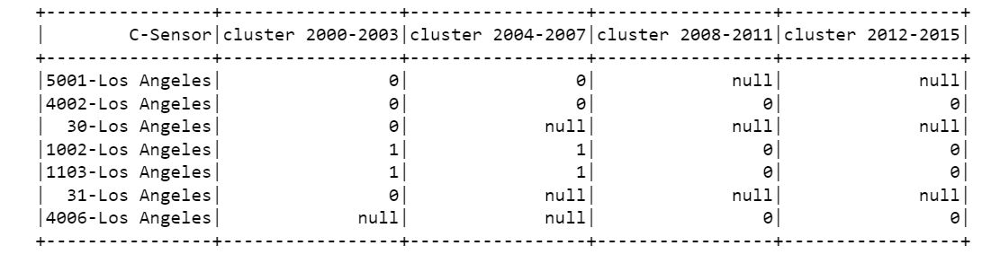 +---------------+-----------------+-----------------+-----------------+-----------------+
|       C-Sensor|cluster 2000-2003|cluster 2004-2007|cluster 2008-2011|cluster 2012-2015|
+---------------+-----------------+-----------------+-----------------+-----------------+
|5001-Los Angeles|                0|                0|             null|             null|
|4002-Los Angeles|                0|                0|                0|                0|
|  30-Los Angeles|                0|             null|             null|             null|
|1002-Los Angeles|                1|                1|                0|                0|
|1103-Los Angeles|                1|                1|                0|                0|
|  31-Los Angeles|                0|             null|             null|             null|
|4006-Los Angeles|             null|             null|                0|                0|
+---------------+-----------------+-----------------+-----------------+-----------------+